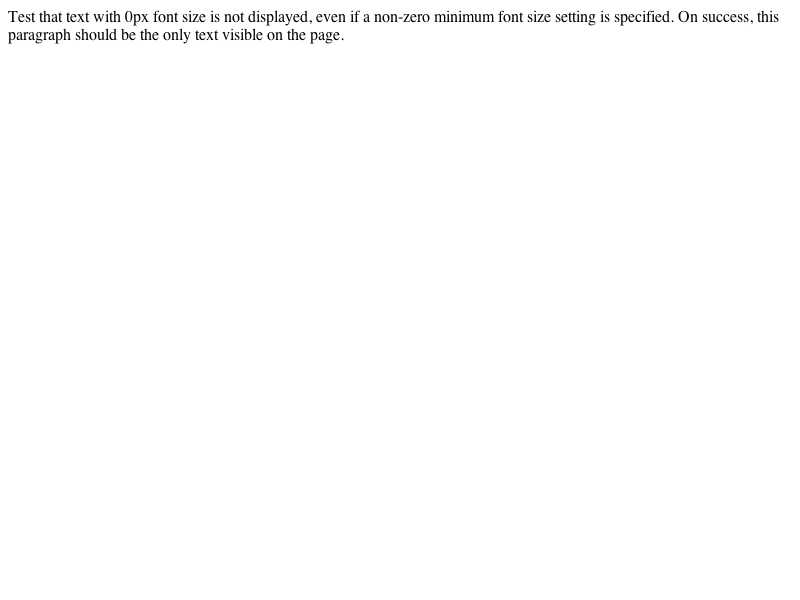 Test that text with 0px font size is not displayed, even if a non-zero minimum font size setting is specified. On success, this
paragraph should be the only text visible on the page.